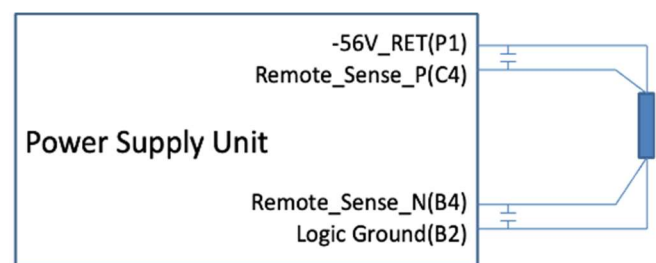 -56V_RET(P1)
Remote_Sense_P(C4)
Power Supply Unit
Remote_Sense_N(B4)
Logic Ground(B2)